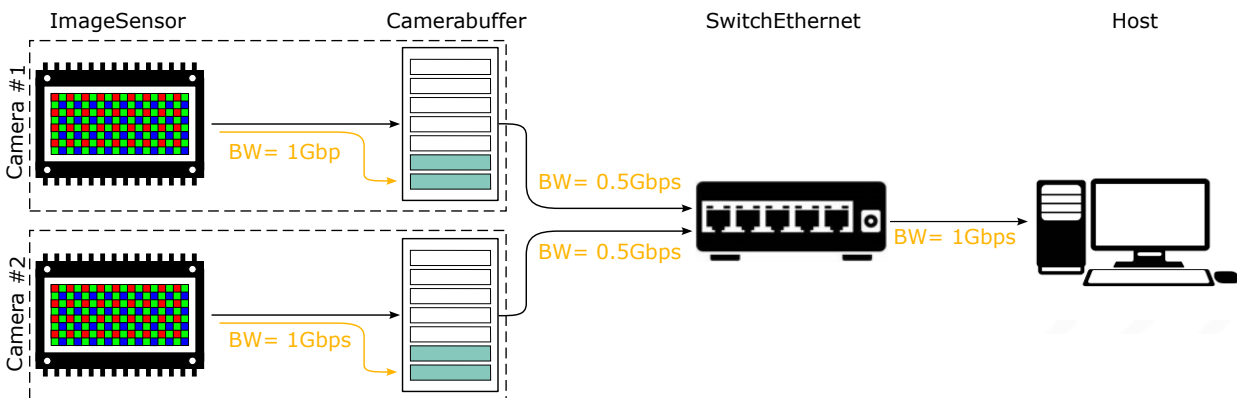 ImageSensor
Camerabuffer
SwitchEthernet
Host
Camera #1
BW= 1Gbp
BW= 0.5Gbps
BW= 0.5Gbps
BW= 1Gbps
Camera #2
BW= 1Gbps